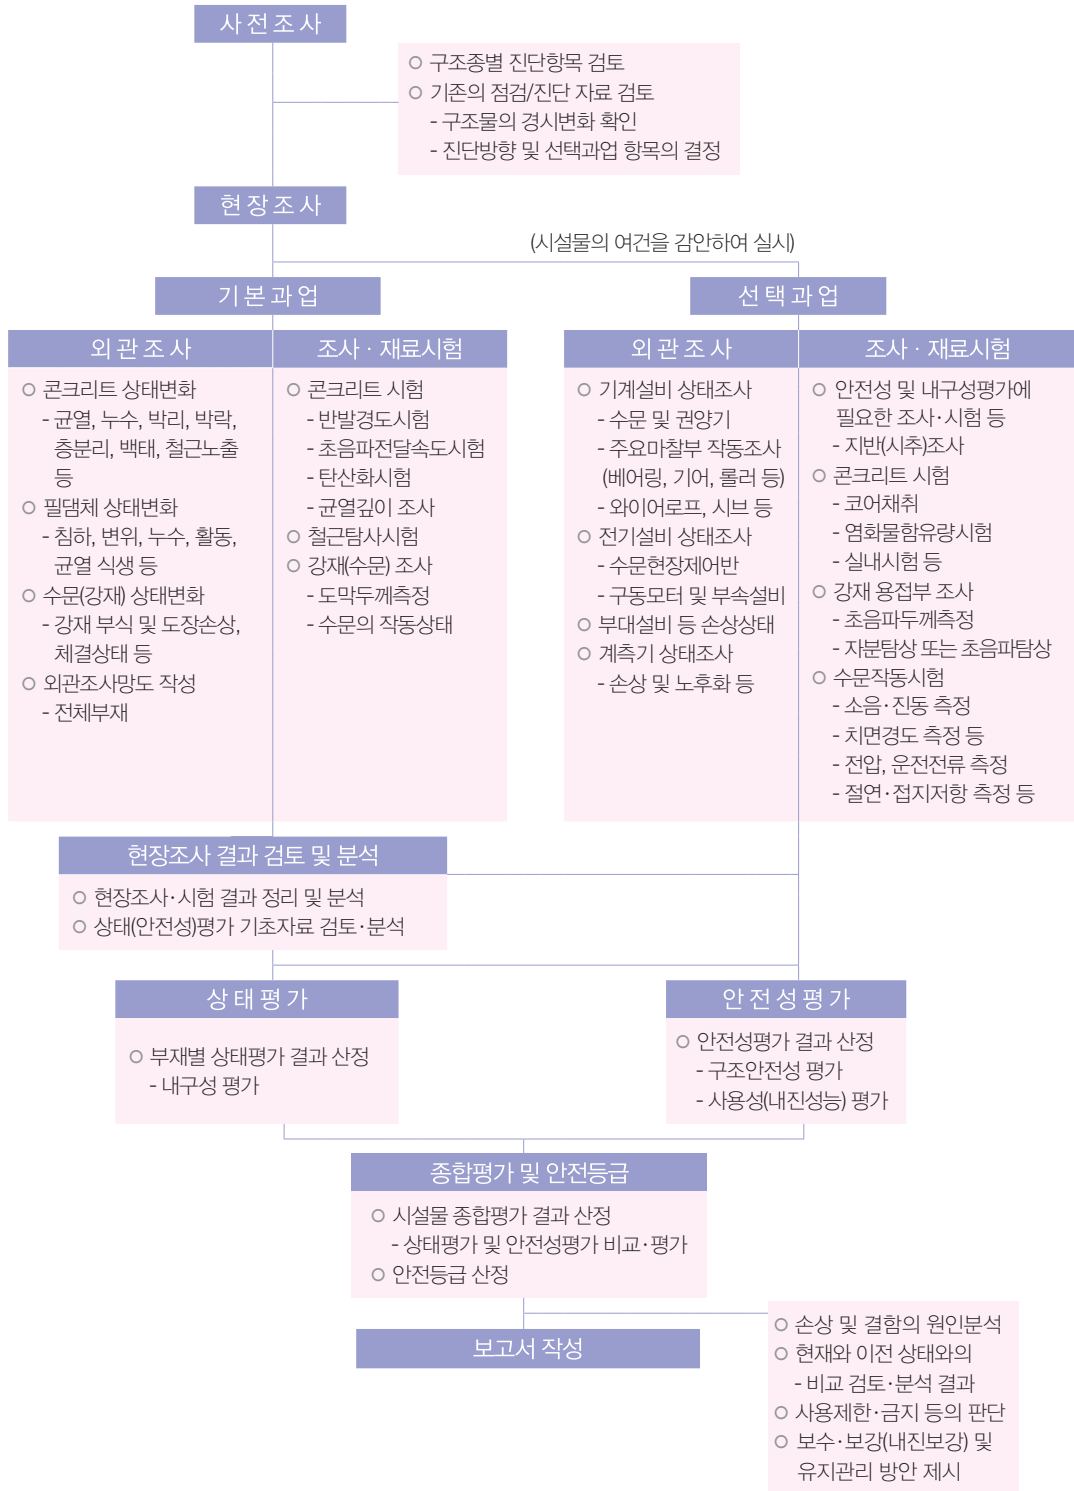 사전조사
○ 구조종별 진단항목 검토
○ 기존의 점검/진단 자료 검토
- 구조물의 경시변화 확인
- 진단방향 및 선택과업 항목의 결정
현장조사
(시설물의 여건을 감안하여 실시)
기본과업
외관조사
○ 콘크리트 상태변화
- 균열, 누수, 박리, 박락,
층분리, 백태, 철근노출
등
○ 필댐체 상태변화
- 침하, 변위, 누수, 활동,
균열 식생 등
○ 수문(강재) 상태변화
- 강재 부식 및 도장손상,
체결상태 등
○ 외관조사망도 작성
- 전체부재
조사 · 재료시험
○ 콘크리트 시험
- 반발경도시험
- 초음파전달속도시험
- 탄산화시험
- 균열깊이 조사
○ 철근탐사시험
○ 강재(수문) 조사
- 도막두께측정
- 수문의 작동상태
선택과업
외관조사
○ 기계설비 상태조사
- 수문 및 권양기
- 주요마찰부 작동조사
(베어링, 기어, 롤러 등)
- 와이어로프, 시브 등
○ 전기설비 상태조사
- 수문현장제어반
- 구동모터 및 부속설비
○ 부대설비 등 손상상태
○ 계측기 상태조사
- 손상 및 노후화 등
조사 · 재료시험
○ 안전성 및 내구성평가에
필요한 조사·시험 등
- 지반(시추)조사
○ 콘크리트 시험
- 코어채취
- 염화물함유량시험
- 실내시험 등
○ 강재 용접부 조사
- 초음파두께측정
- 자분탐상 또는 초음파탐상
○ 수문작동시험
- 소음·진동 측정
- 치면경도 측정 등
- 전압, 운전전류 측정
- 절연·접지저항 측정 등
현장조사 결과 검토 및 분석
○ 현장조사·시험 결과 정리 및 분석
○ 상태(안전성)평가 기초자료 검토·분석
상태평가
○ 부재별 상태평가 결과 산정
- 내구성 평가
안전성평가
○ 안전성평가 결과 산정
- 구조안전성 평가
- 사용성(내진성능) 평가
종합평가 및 안전등급
○ 시설물 종합평가 결과 산정
- 상태평가 및 안전성평가 비교·평가
○ 안전등급 산정
보고서 작성
○ 손상 및 결함의 원인분석
○ 현재와 이전 상태와의
- 비교 검토·분석 결과
○ 사용제한·금지 등의 판단
○ 보수·보강(내진보강) 및
유지관리 방안 제시